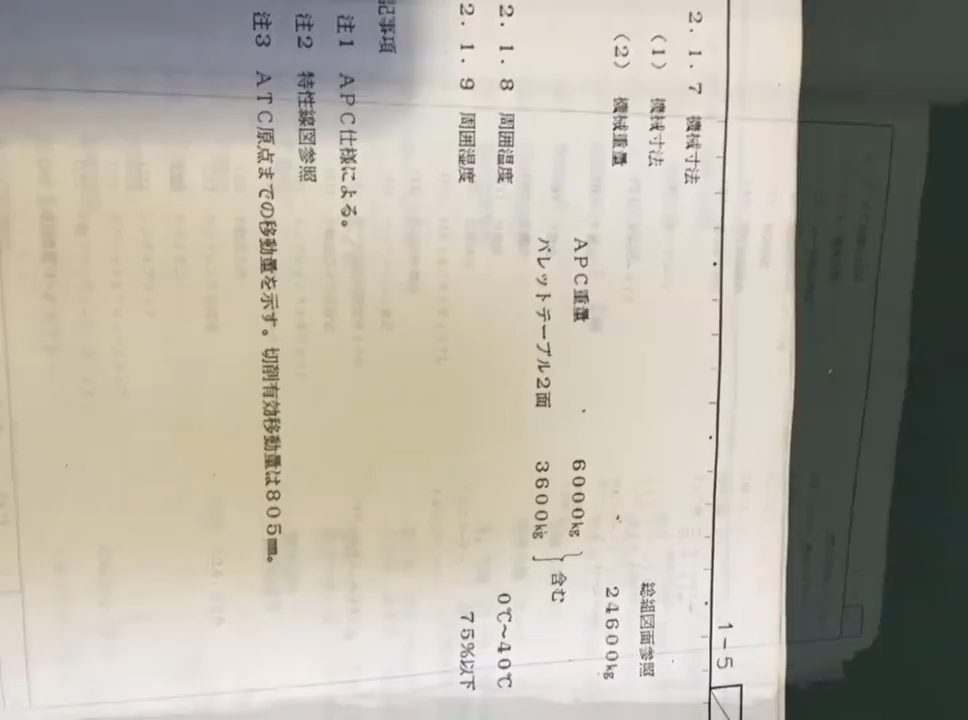 1-5
2.1.7 機械寸法
(1) 機械寸法 総組図面参照
(2) 機械重量 24600kg
APC重量 6000kg
パレットテーブル2面 3600kg } 含む
2.1.8 周囲温度 0℃～40℃
2.1.9 周囲湿度 75%以下
記事項
注1 APC仕様による。
注2 特性線図参照
注3 ATC原点までの移動量を示す。切削有効移動量は805㎜。